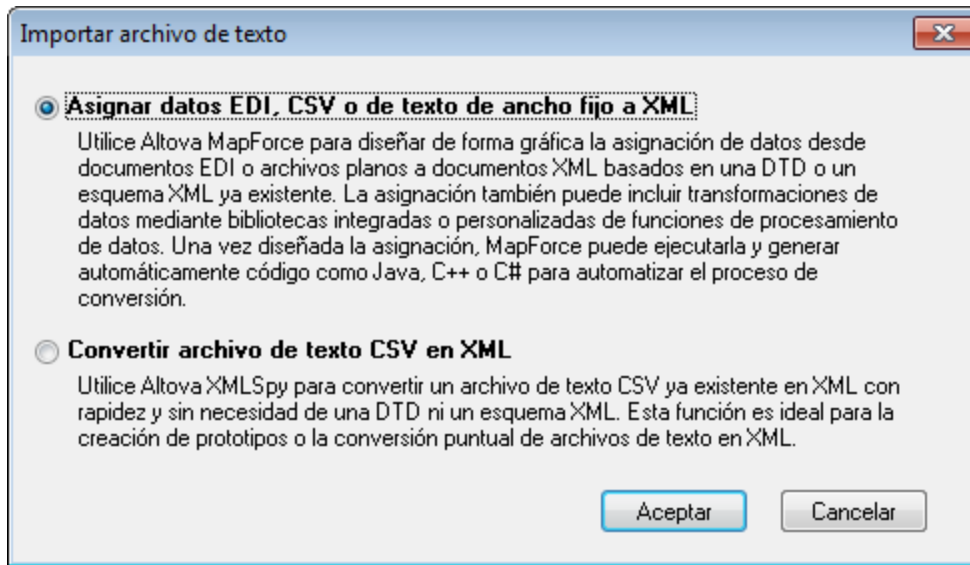 Importar archivo de texto
Asignar datos EDI, CSV o de texto de ancho fijo a XML
Utilice Altova MapForce para diseñar de forma gráfica la asignación de datos desde
documentos EDI o archivos planos a documentos XML basados en una DTD o un
esquema XML ya existente. La asignación también puede incluir transformaciones de
datos mediante bibliotecas integradas o personalizadas de funciones de procesamiento
de datos. Una vez diseñada la asignación, MapForce puede ejecutarla y generar
automáticamente código como Java, C++ o C# para automatizar el proceso de
conversión.
Convertir archivo de texto CSV en XML
Utilice Altova XMLSpy para convertir un archivo de texto CSV ya existente en XML con
rapidez y sin necesidad de una DTD ni un esquema XML. Esta función es ideal para la
creación de prototipos o la conversión puntual de archivos de texto en XML.
Aceptar Cancelar